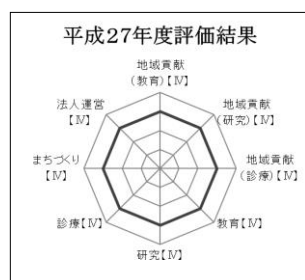 平成27年度評価結果
地域貢献
(教育)【Ⅳ】
地域貢献
(研究)【Ⅳ】
地域貢献
(診療)【Ⅳ】
教育【Ⅳ】
研究【Ⅳ】
診療【Ⅳ】
まちづくり
【Ⅳ】
法人運営
【Ⅳ】